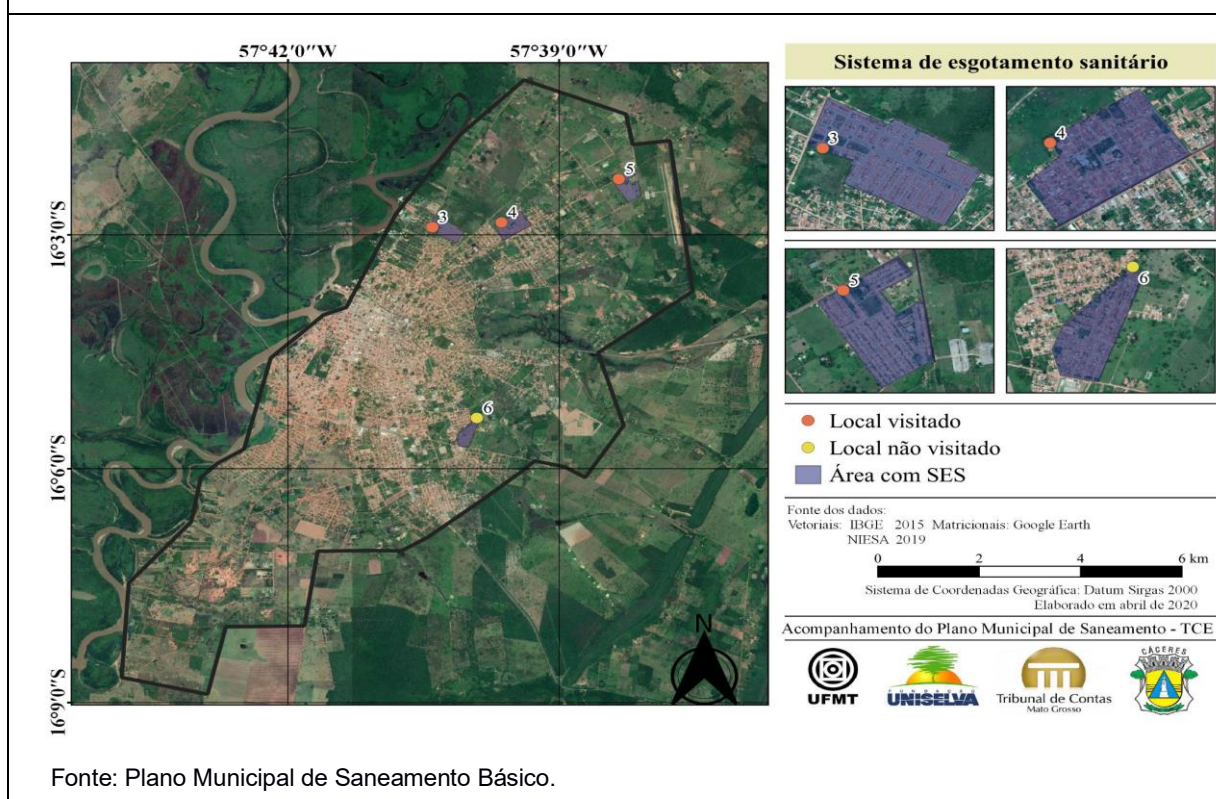 57°42'0"W
57°39'0"W
16°3'0"S
16°6'0"S
16°9'0"S
3
4
5
6
N
Sistema de esgotamento sanitário
3
4
5
6
Local visitado
Local não visitado
Área com SES
Fonte dos dados:
Vetoriais: IBGE 2015 Matricionais: Google Earth
NIESA 2019
0 2 4 6 km
Sistema de Coordenadas Geográfica: Datum Sirgas 2000
Elaborado em abril de 2020
Acompanhamento do Plano Municipal de Saneamento - TCE
UFMT
FUNDAÇÃO
UNISELVA
Tribunal de Contas
Mato Grosso
CÁCERES
Fonte: Plano Municipal de Saneamento Básico.